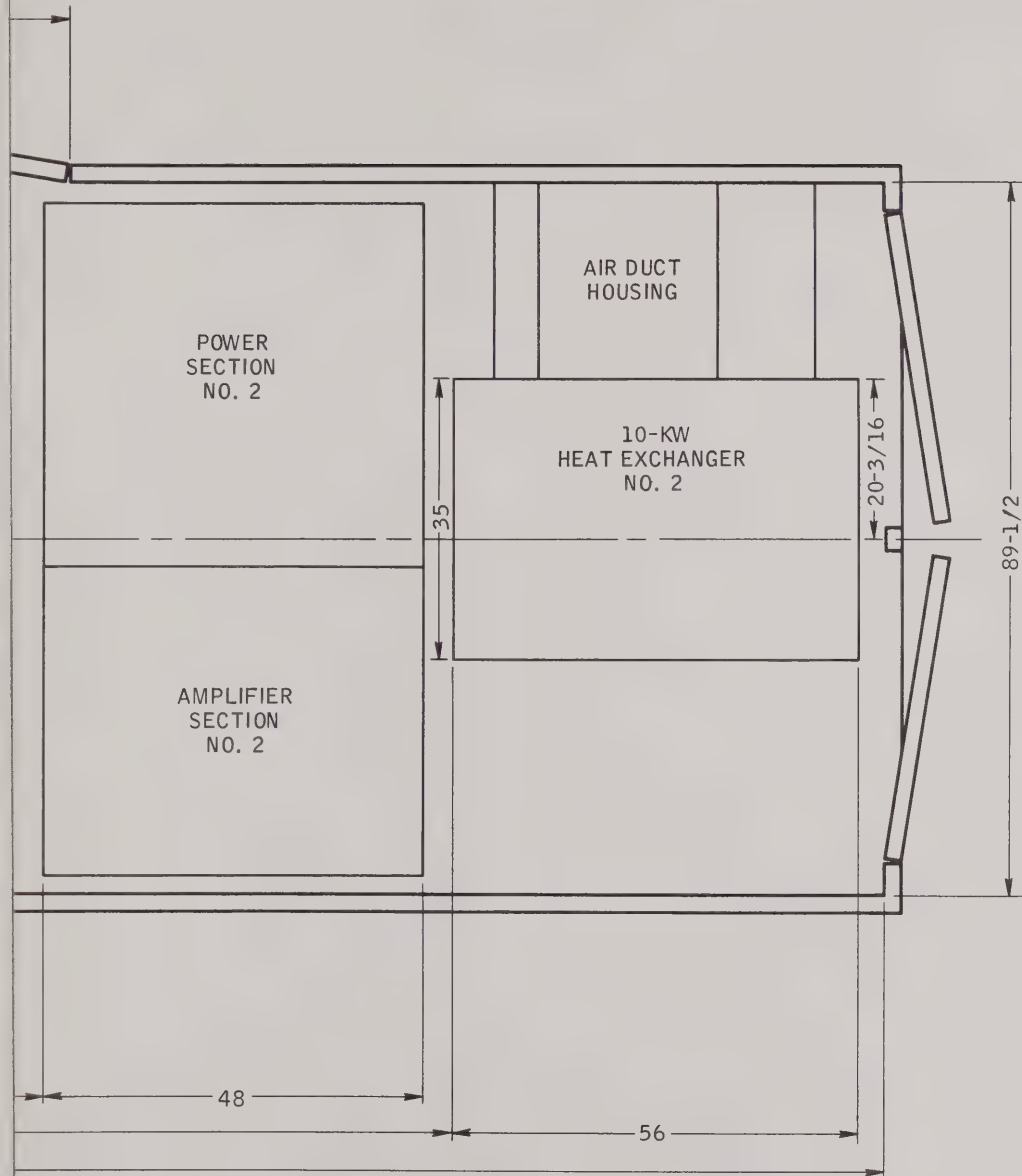 AIR DUCT
HOUSING
POWER
SECTION
NO. 2
10-KW
HEAT EXCHANGER
NO. 2
20-3/16
35
89-1/2
AMPLIFIER
SECTION
NO. 2
48
56